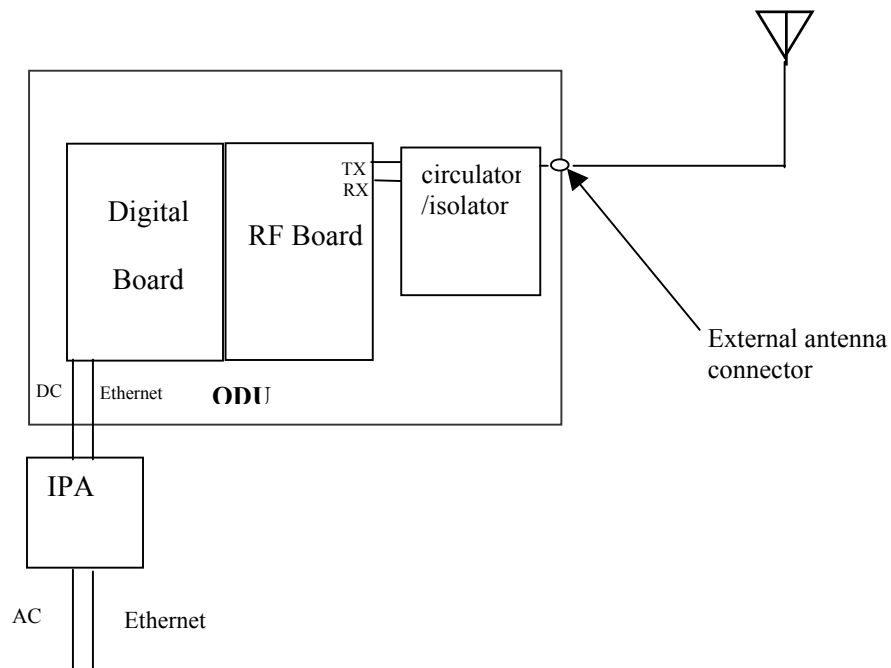 TX
RX
circulator
/isolator
Digital
Board
RF Board
External antenna
connector
DC
Ethernet
ODU
IPA
AC
Ethernet